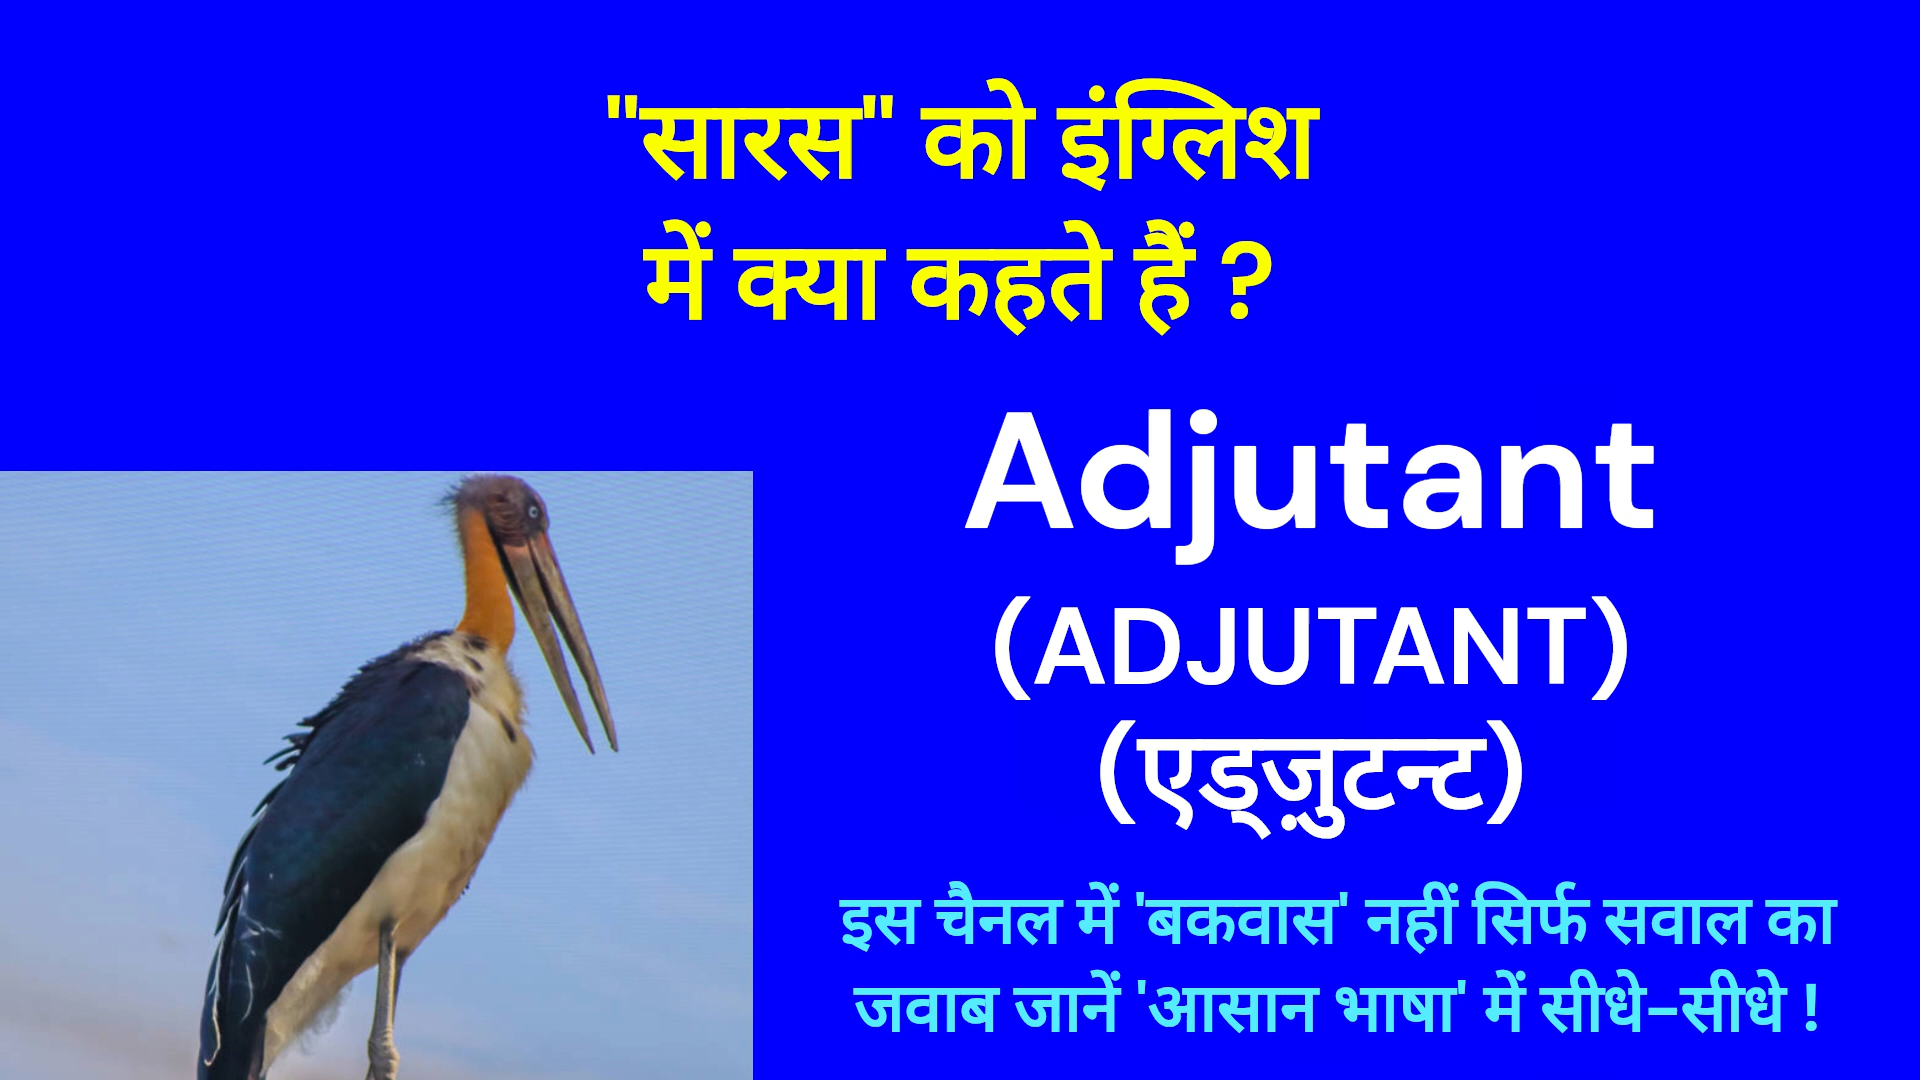 "सारस" को इंग्लिश
में क्या कहते हैं ?
Adjutant
(ADJUTANT)
(एड्ज़ुटन्ट)
इस चैनल में 'बकवास' नहीं सिर्फ सवाल का
जवाब जानें 'आसान भाषा' में सीधे-सीधे !